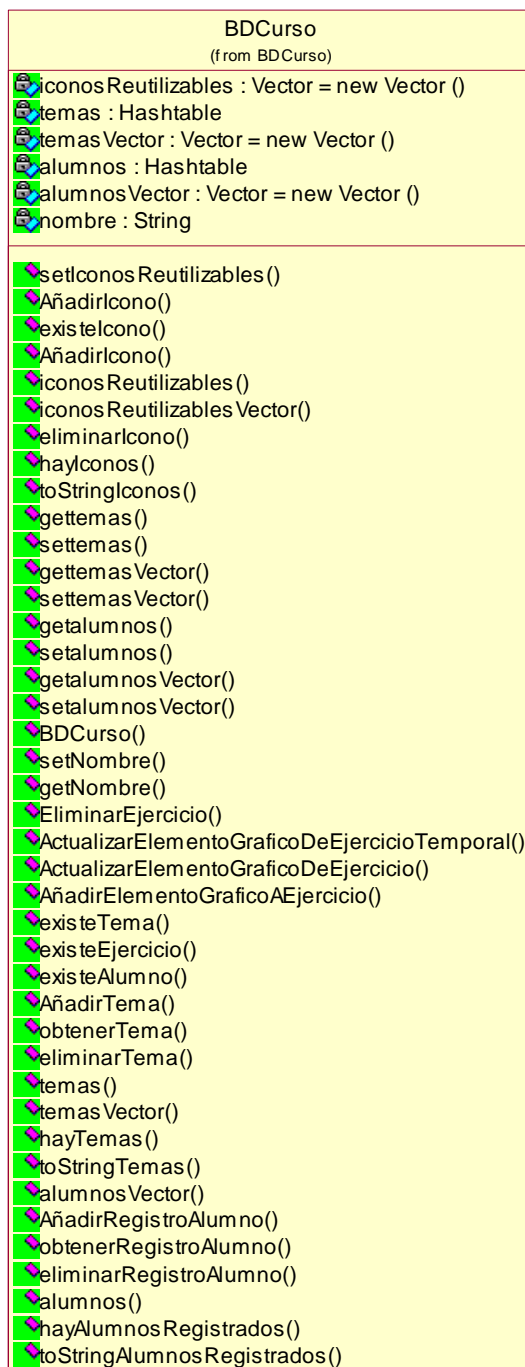 BDCurso
(from BDCurso)
iconosReutilizables : Vector = new Vector ()
temas : Hashtable
temasVector : Vector = new Vector ()
alumnos : Hashtable
alumnosVector : Vector = new Vector ()
nombre : String
setIconosReutilizables()
AñadirIcono()
existeIcono()
AñadirIcono()
iconosReutilizables()
iconosReutilizablesVector()
eliminarIcono()
hayIconos()
toStringIconos()
gettemas()
settemas()
gettemasVector()
settemasVector()
getalumnos()
setalumnos()
getalumnosVector()
setalumnosVector()
BDCurso()
setNombre()
getNombre()
EliminarEjercicio()
ActualizarElementoGraficoDeEjercicioTemporal()
ActualizarElementoGraficoDeEjercicio()
AñadirElementoGraficoAEjercicio()
existeTema()
existeEjercicio()
existeAlumno()
AñadirTema()
obtenerTema()
eliminarTema()
temas()
temasVector()
hayTemas()
toStringTemas()
alumnosVector()
AñadirRegistroAlumno()
obtenerRegistroAlumno()
eliminarRegistroAlumno()
alumnos()
hayAlumnosRegistrados()
toStringAlumnosRegistrados()